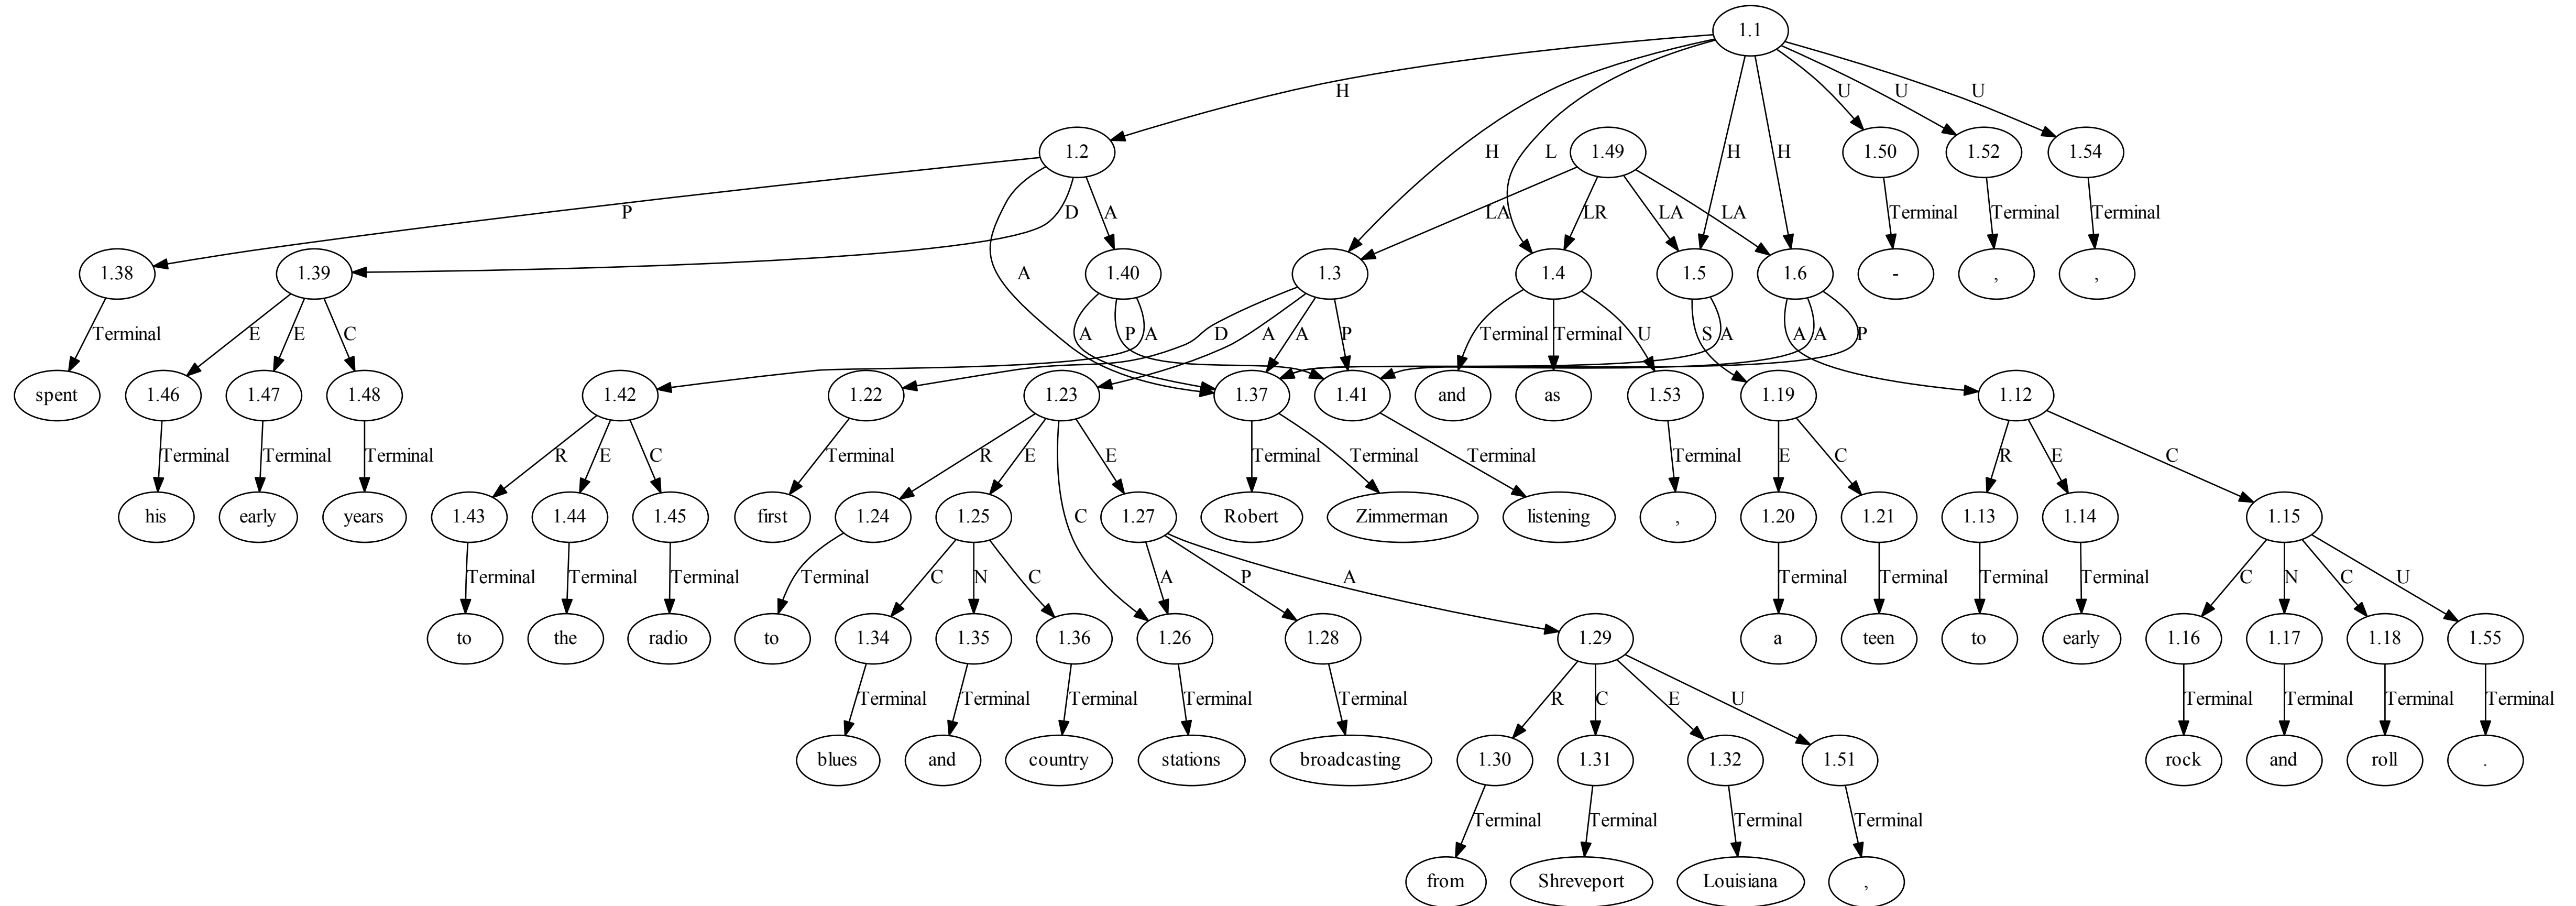 1.1
H H L H H U U U
1.2 1.49 1.50 1.52 1.54
P A D A LA LR LA LA Terminal Terminal Terminal
1.38 1.39 1.40 1.3 1.4 1.5 1.6 - , ,
Terminal E E C A P A D A A P Terminal Terminal U S A A A P
spent 1.46 1.47 1.48 1.42 1.22 1.23 1.37 1.41 and as 1.53 1.19 1.12
Terminal Terminal Terminal R E C Terminal R E C E Terminal Terminal Terminal Terminal E C R E C
his early years 1.43 1.44 1.45 first 1.24 1.25 1.27 Robert Zimmerman listening , 1.20 1.21 1.13 1.14 1.15
Terminal Terminal Terminal Terminal C N C A P A Terminal Terminal Terminal Terminal C N C U
to the radio to 1.34 1.35 1.36 1.26 1.28 1.29 a teen to early 1.16 1.17 1.18 1.55
Terminal Terminal Terminal Terminal Terminal R C E U Terminal Terminal Terminal Terminal
blues and country stations broadcasting 1.30 1.31 1.32 1.51 rock and roll .
Terminal Terminal Terminal Terminal
from Shreveport Louisiana ,